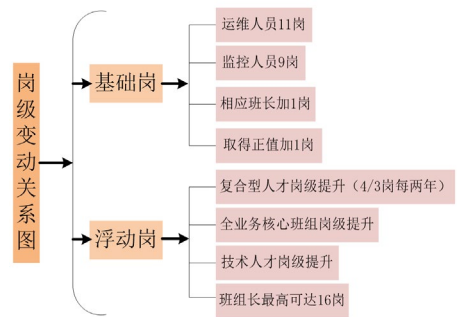 岗级变动关系图
基础岗
运维人员11岗
监控人员9岗
相应班长加1岗
取得正值加1岗
浮动岗
复合型人才岗级提升（4/3岗每两年）
全业务核心班组岗级提升
技术人才岗级提升
班组长最高可达16岗